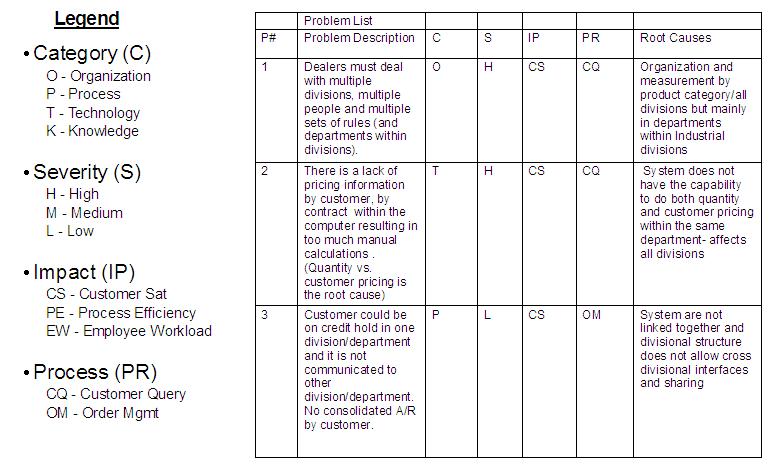 Legend
• Category (C)
O - Organization
P - Process
T - Technology
K - Knowledge
• Severity (S)
H - High
M - Medium
L - Low
• Impact (IP)
CS - Customer Sat
PE - Process Efficiency
EW - Employee Workload
• Process (PR)
CQ - Customer Query
OM - Order Mgmt
Problem List
P# Problem Description C S IP PR Root Causes
1 Dealers must deal O H CS CQ Organization and
with multiple measurement by
divisions, multiple product category/all
people and multiple divisions but mainly
sets of rules (and in departments
departments within within Industrial
divisions). divisions
2 There is a lack of T H CS CQ System does not
pricing information have the capability
by customer, by to do both quantity
contract within the and customer pricing
computer resulting in within the same
too much manual department- affects
calculations . all divisions
(Quantity vs.
customer pricing is
the root cause)
3 Customer could be P L CS OM System are not
on credit hold in one linked together and
division/department divisional structure
and it is not does not allow cross
communicated to divisional interfaces
other and sharing
division/department.
No consolidated A/R
by customer.